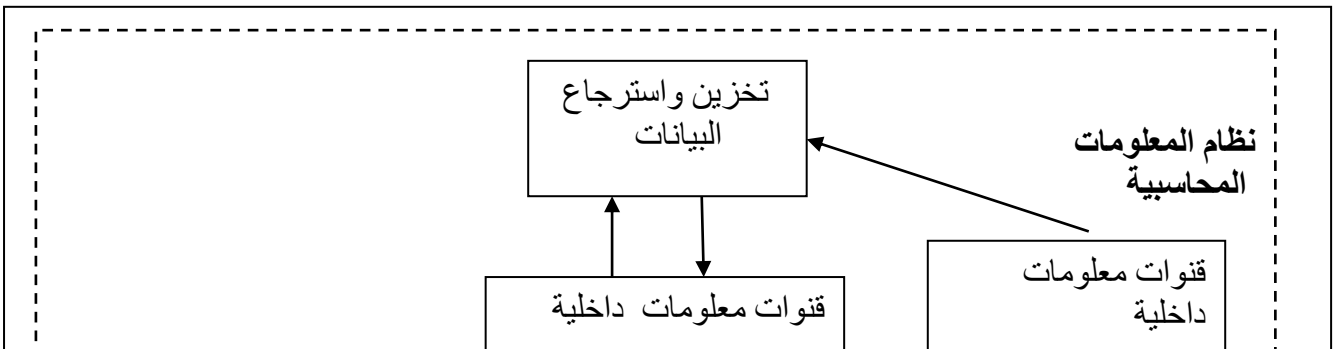 تخزين واسترجاع
البيانات
نظام المعلومات
المحاسبية
قنوات معلومات
داخلية
قنوات معلومات داخلية